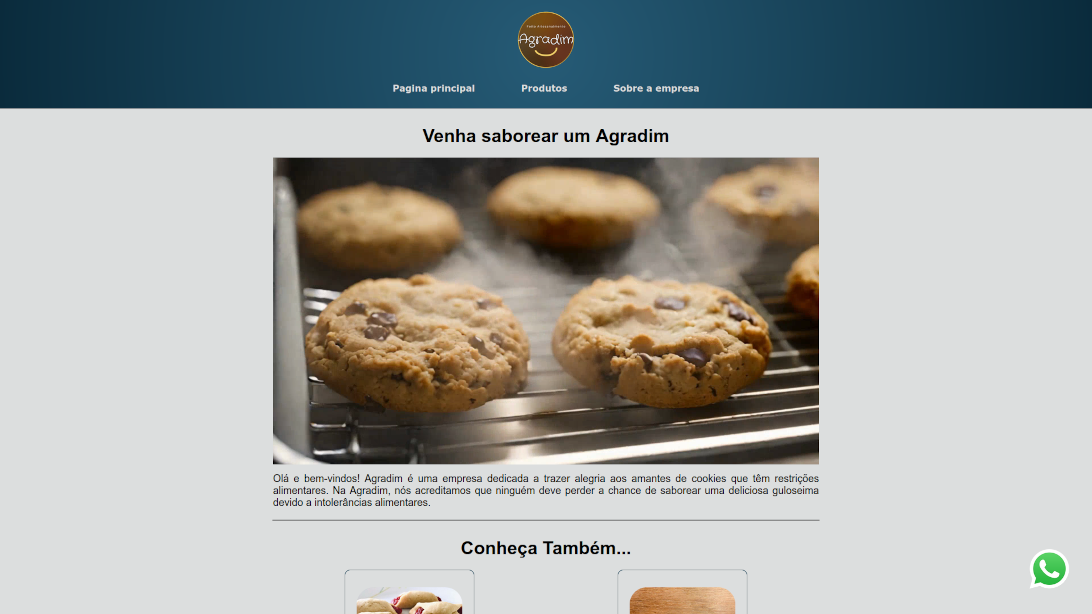 Agradim
Pagina principal Produtos Sobre a empresa
Venha saborear um Agradim
Olá e bem-vindos! Agradim é uma empresa dedicada a trazer alegria aos amantes de cookies que têm restrições
alimentares. Na Agradim, nós acreditamos que ninguém deve perder a chance de saborear uma deliciosa guloseima
devido a intolerâncias alimentares.
Conheça Também...